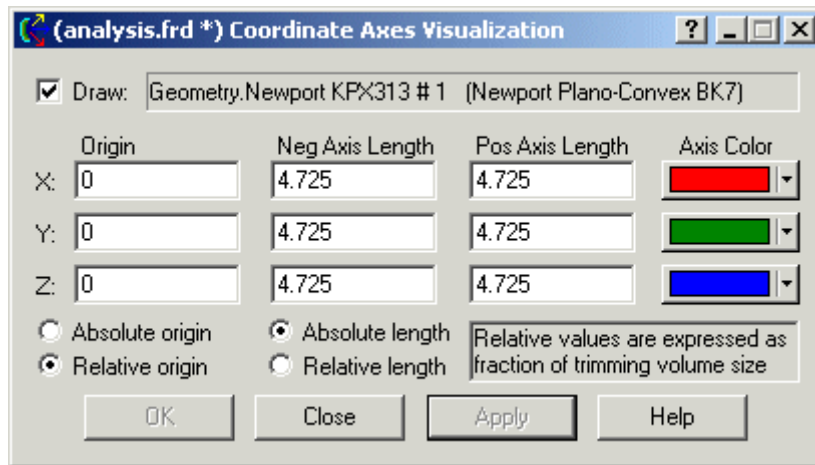 (analysis.frd *) Coordinate Axes Visualization ?
Draw: Geometry.Newport KPX313 # 1 (Newport Plano-Convex BK7)
Origin Neg Axis Length Pos Axis Length Axis Color
X: 0 4.725 4.725
Y: 0 4.725 4.725
Z: 0 4.725 4.725
Absolute origin Absolute length Relative values are expressed as
Relative origin Relative length fraction of trimming volume size
OK Close Apply Help